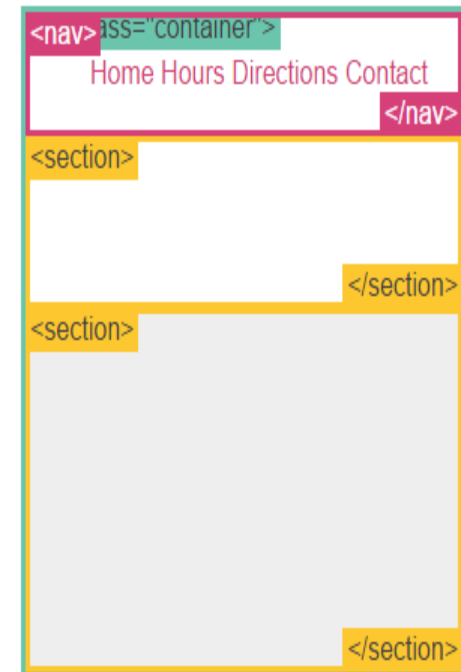 <nav> ass="container">
Home Hours Directions Contact
</nav>
<section>
</section>
<section>
</section>